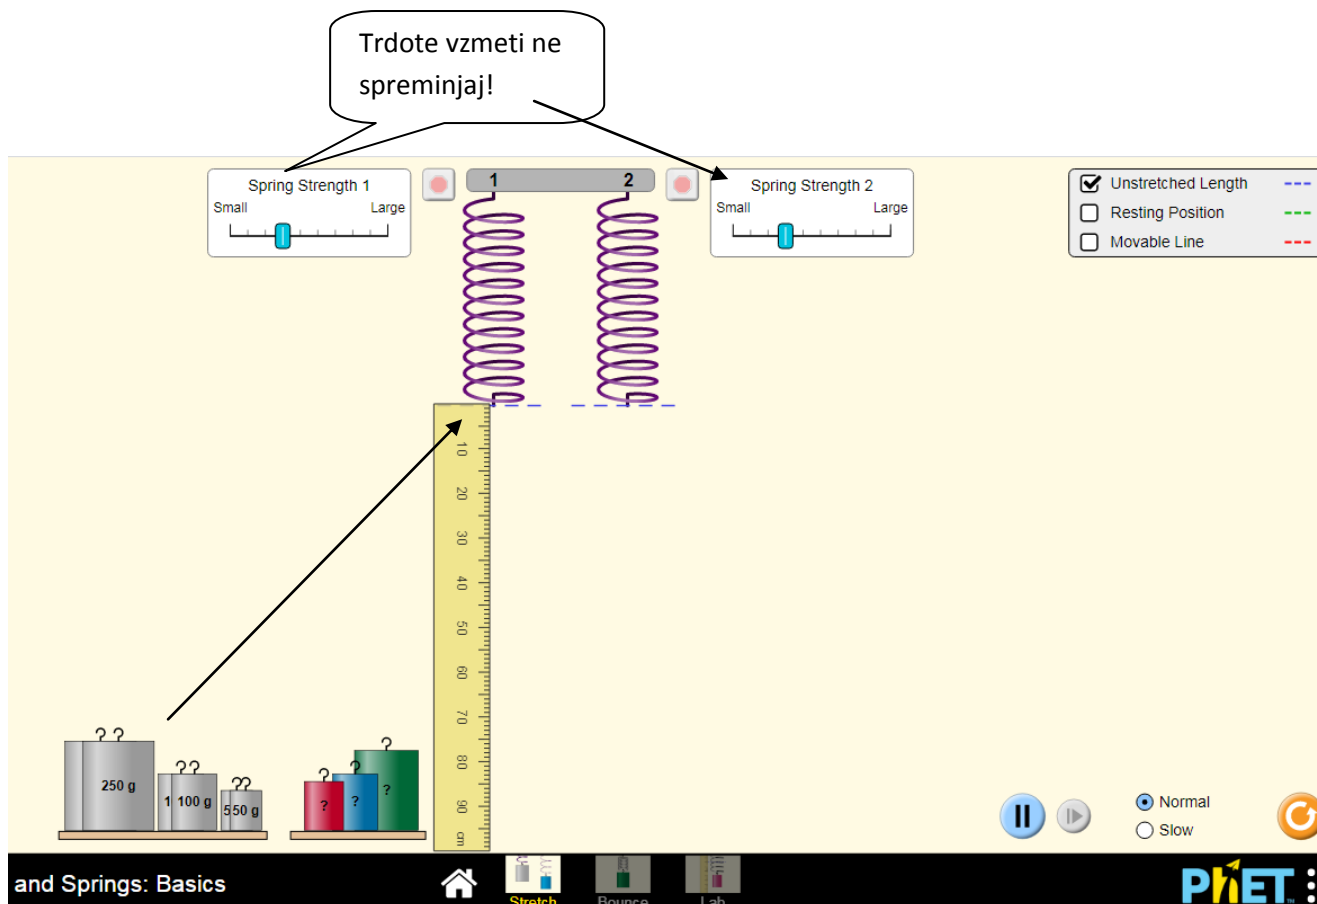 Trdote vzmeti ne
spreminjaj!
Spring Strength 1
Small Large
1 2
Spring Strength 2
Small Large
Unstretched Length
Resting Position
Movable Line
10
20
30
40
50
60
70
80
90
cm
250 g
1 100 g
5 50 g
? ? ?
Normal
Slow
and Springs: Basics
Stretch
Bounce
Lab
PhET